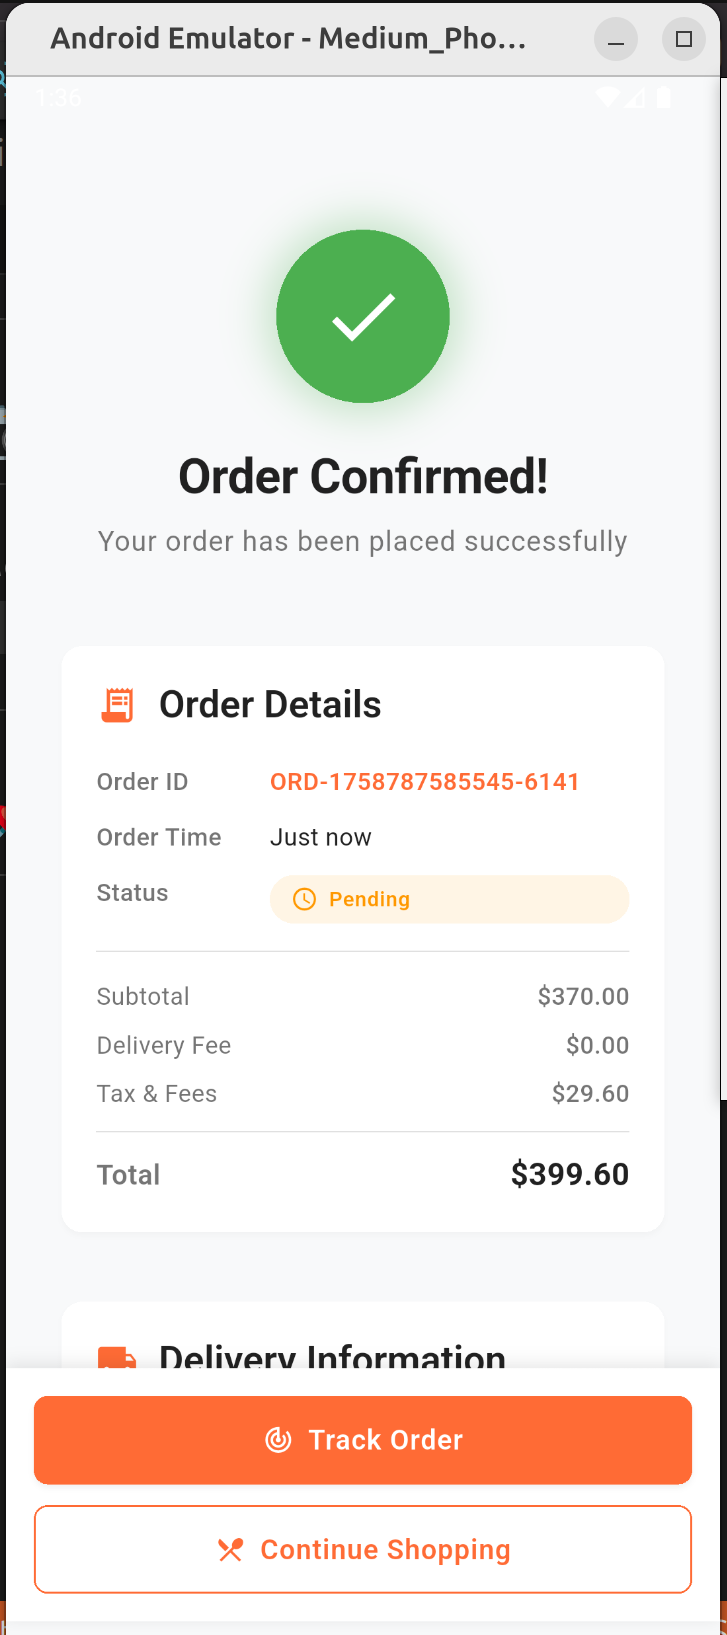 Android Emulator - Medium_Pho...
1:36
Order Confirmed!
Your order has been placed successfully
Order Details
Order ID ORD-1758787585545-6141
Order Time Just now
Status Pending
Subtotal $370.00
Delivery Fee $0.00
Tax & Fees $29.60
Total $399.60
Delivery Information
Track Order
Continue Shopping